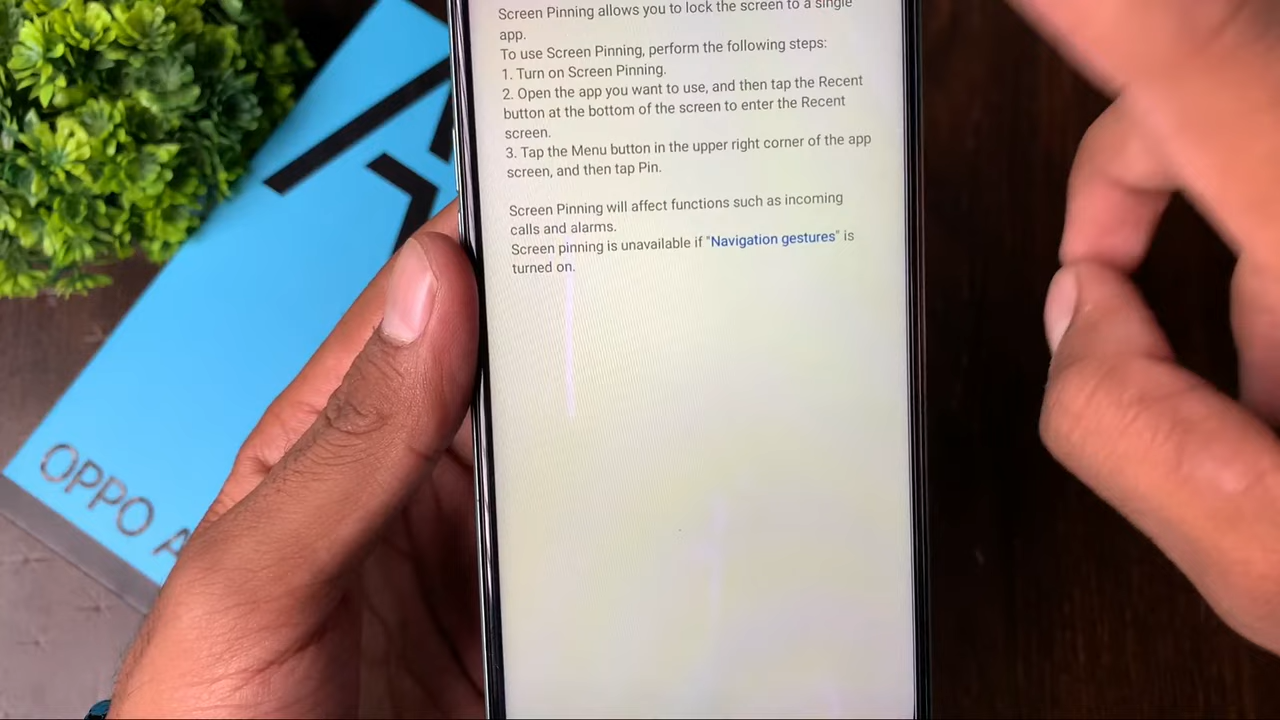 Screen Pinning allows you to lock the screen to a single
app.
To use Screen Pinning, perform the following steps:
1. Turn on Screen Pinning.
2. Open the app you want to use, and then tap the Recent
button at the bottom of the screen to enter the Recent
screen.
3. Tap the Menu button in the upper right corner of the app
screen, and then tap Pin.
Screen Pinning will affect functions such as incoming
calls and alarms.
Screen pinning is unavailable if "Navigation gestures" is
turned on.
OPPO A